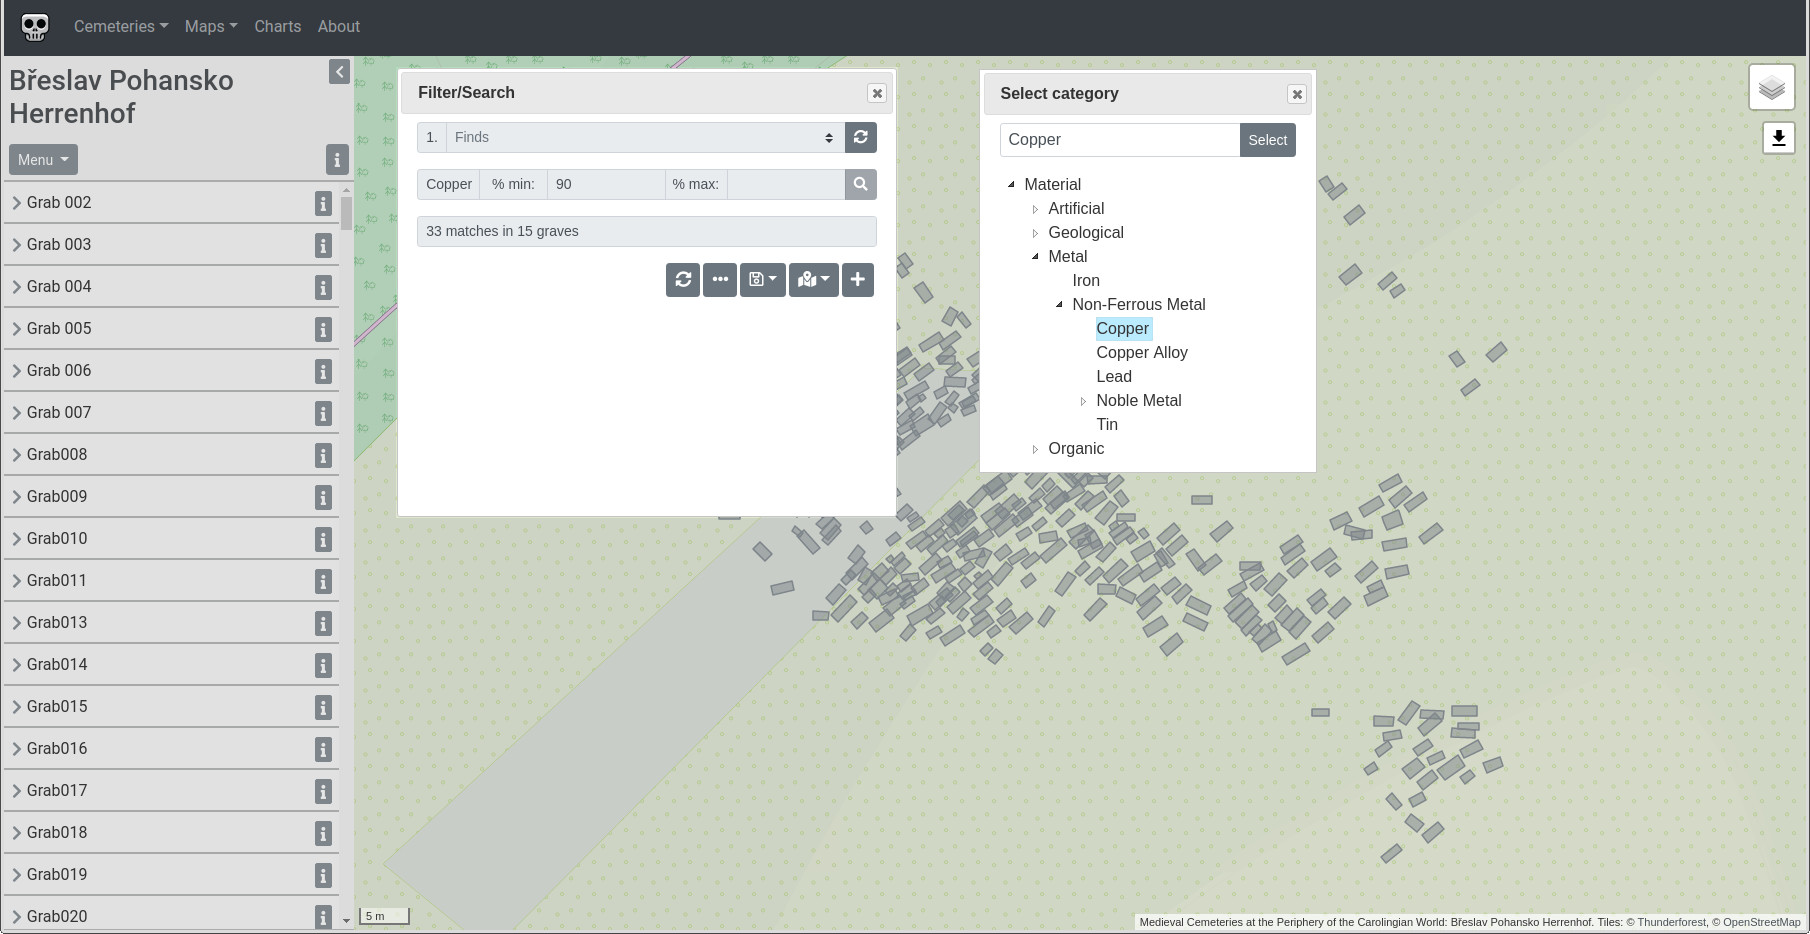 Cemeteries Maps Charts About
Břeslav Pohansko
Herrenhof
Menu
Grab 002
Grab 003
Grab 004
Grab 005
Grab 006
Grab 007
Grab008
Grab009
Grab010
Grab011
Grab013
Grab014
Grab015
Grab016
Grab017
Grab018
Grab019
Grab020
Filter/Search
1. Finds
Copper % min: 90 % max:
33 matches in 15 graves
Select category
Copper Select
Material
Artificial
Geological
Metal
Iron
Non-Ferrous Metal
Copper
Copper Alloy
Lead
Noble Metal
Tin
Organic
5 m
Medieval Cemeteries at the Periphery of the Carolingian World: Břeslav Pohansko Herrenhof. Tiles: © Thunderforest, © OpenStreetMap